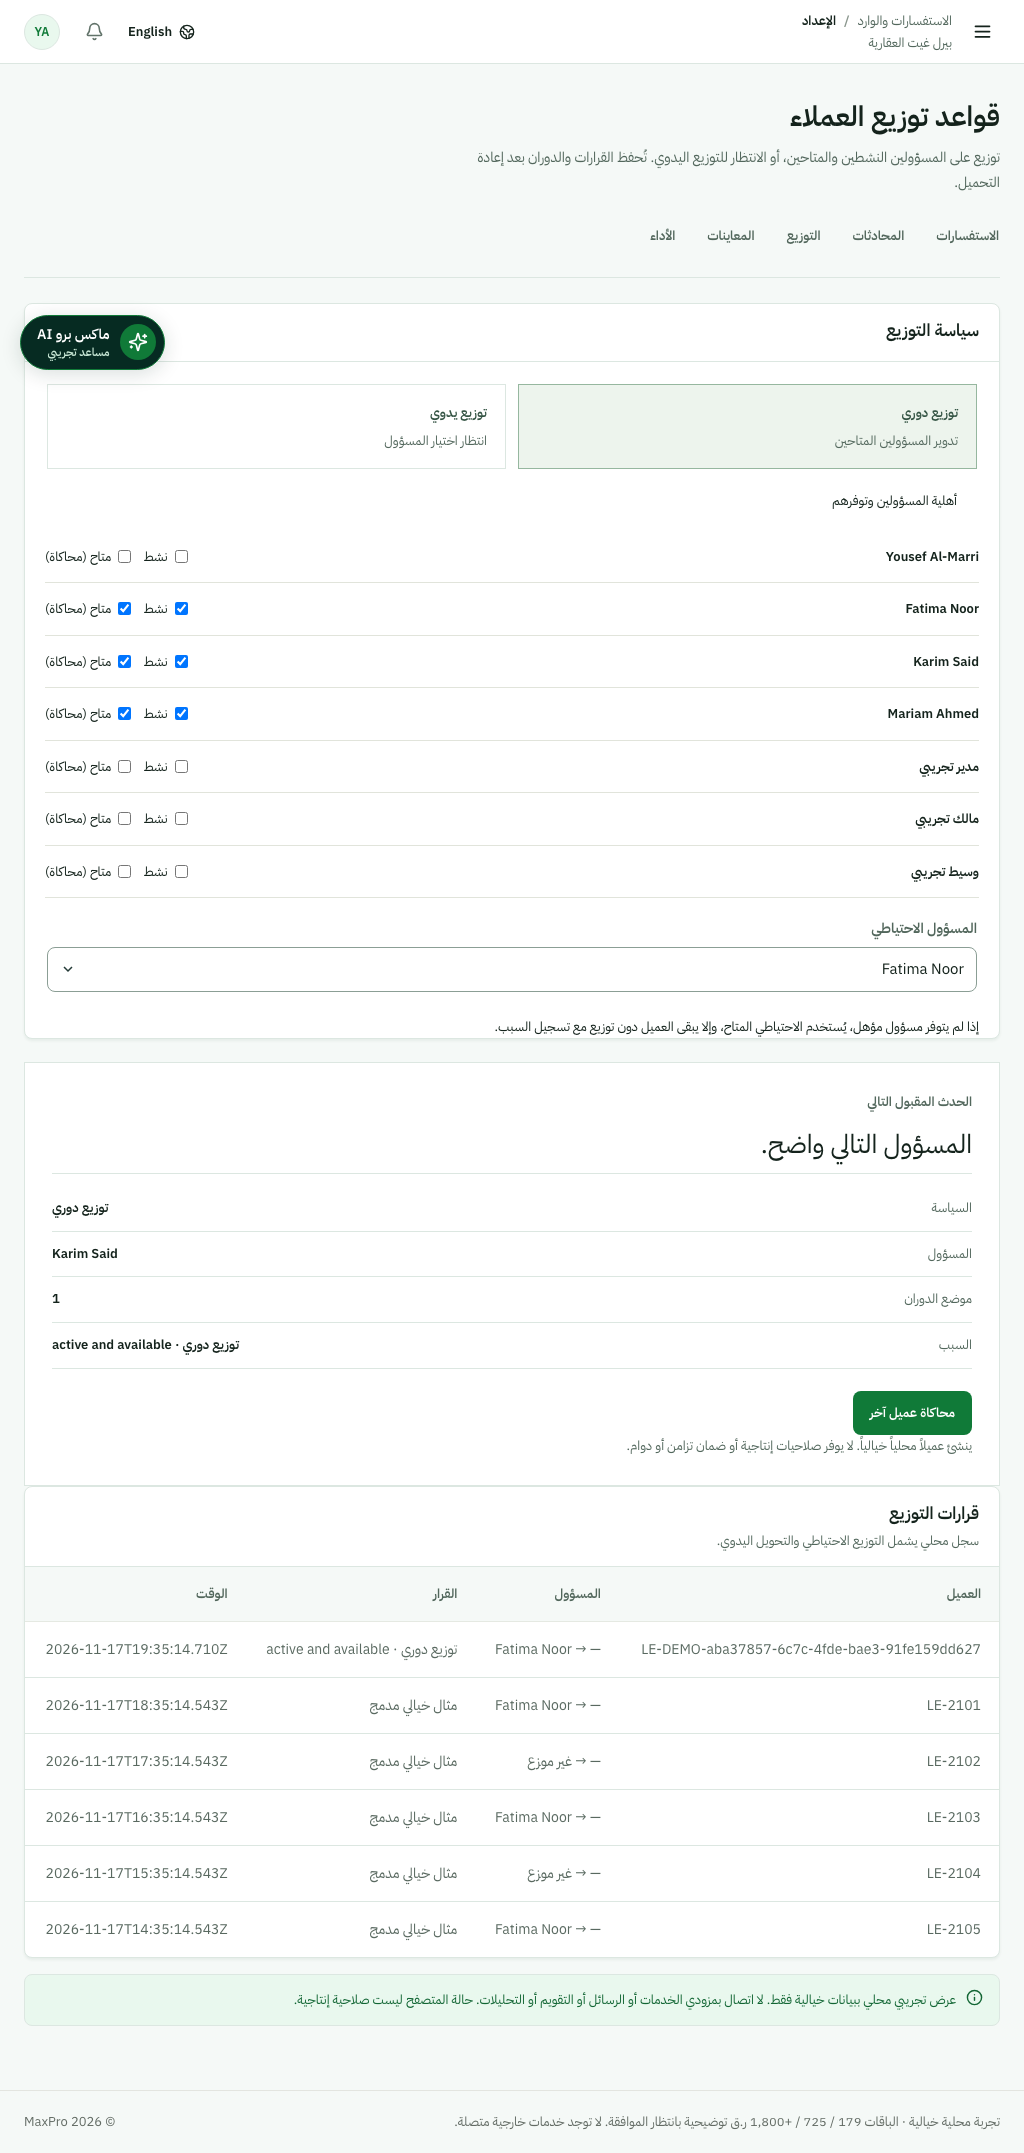 الاستفسارات والوارد / الإعداد
بيرل غيت العقارية
English
YA
قواعد توزيع العملاء
توزيع على المسؤولين النشطين والمتاحين، أو الانتظار للتوزيع اليدوي. تُحفظ القرارات والدوران بعد إعادة
التحميل.
الاستفسارات المحادثات التوزيع المعاينات الأداء
ماكس برو AI
مساعد تجريبي
سياسة التوزيع
توزيع دوري
تدوير المسؤولين المتاحين
توزيع يدوي
انتظار اختيار المسؤول
أهلية المسؤولين وتوفرهم
Yousef Al-Marri نشط متاح (محاكاة)
Fatima Noor نشط متاح (محاكاة)
Karim Said نشط متاح (محاكاة)
Mariam Ahmed نشط متاح (محاكاة)
مدير تجريبي نشط متاح (محاكاة)
مالك تجريبي نشط متاح (محاكاة)
وسيط تجريبي نشط متاح (محاكاة)
المسؤول الاحتياطي
Fatima Noor
إذا لم يتوفر مسؤول مؤهل، يُستخدم الاحتياطي المتاح، وإلا يبقى العميل دون توزيع مع تسجيل السبب.
الحدث المقبول التالي
المسؤول التالي واضح.
السياسة توزيع دوري
المسؤول Karim Said
موضع الدوران 1
السبب توزيع دوري · active and available
محاكاة عميل آخر
ينشئ عميلاً محلياً خيالياً. لا يوفر صلاحيات إنتاجية أو ضمان تزامن أو دوام.
قرارات التوزيع
سجل محلي يشمل التوزيع الاحتياطي والتحويل اليدوي.
العميل المسؤول القرار الوقت
LE-DEMO-aba37857-6c7c-4fde-bae3-91fe159dd627 — → Fatima Noor توزيع دوري · active and available 2026-11-17T19:35:14.710Z
LE-2101 — → Fatima Noor مثال خيالي مدمج 2026-11-17T18:35:14.543Z
LE-2102 — → غير موزع مثال خيالي مدمج 2026-11-17T17:35:14.543Z
LE-2103 — → Fatima Noor مثال خيالي مدمج 2026-11-17T16:35:14.543Z
LE-2104 — → غير موزع مثال خيالي مدمج 2026-11-17T15:35:14.543Z
LE-2105 — → Fatima Noor مثال خيالي مدمج 2026-11-17T14:35:14.543Z
عرض تجريبي محلي ببيانات خيالية فقط. لا اتصال بمزودي الخدمات أو الرسائل أو التقويم أو التحليلات. حالة المتصفح ليست صلاحية إنتاجية.
تجربة محلية خيالية · الباقات 179 / 725 / +1,800 ر.ق توضيحية بانتظار الموافقة. لا توجد خدمات خارجية متصلة.
© 2026 MaxPro